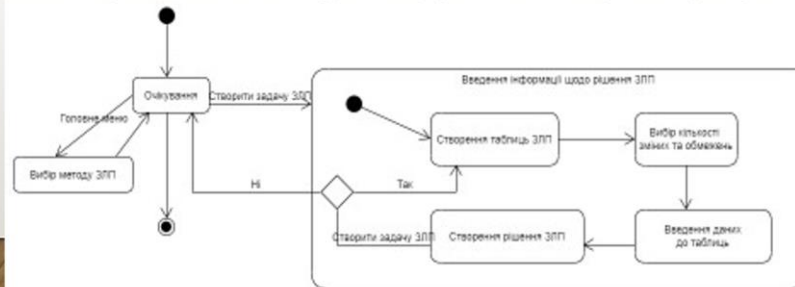 Введення інформації щодо рішення ЗЛП
Очікування
Створити задачу ЗЛП
Головне меню
Створення таблиць ЗЛП
Вибір кількості
зміних та обмежень
Вибір методу ЗЛП
Ні
Так
Створити задачу ЗЛП
Створення рішення ЗЛП
Введення даних
до таблиць